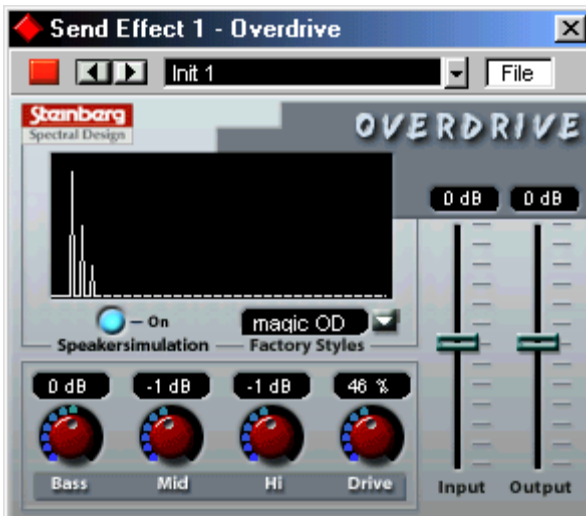 Send Effect 1 - Overdrive
Init 1
File
Steinberg
Spectral Design
OVERDRIVE
0 dB 0 dB
On
magic OD
Speakersimulation Factory Styles
0 dB -1 dB -1 dB 46 %
Bass Mid Hi Drive
Input Output